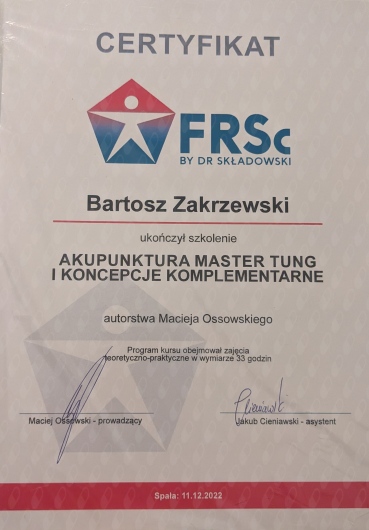 CERTYFIKAT
FRSc
BY DR SKŁADOWSKI
Bartosz Zakrzewski
ukończył szkolenie
AKUPUNKTURA MASTER TUNG
I KONCEPCJE KOMPLEMENTARNE
autorstwa Macieja Ossowskiego
Program kursu obejmował zajęcia
teoretyczno-praktyczne w wymiarze 33 godzin
Maciej Ossowski - prowadzący
Jakub Cieniawski - asystent
Spała: 11.12.2022